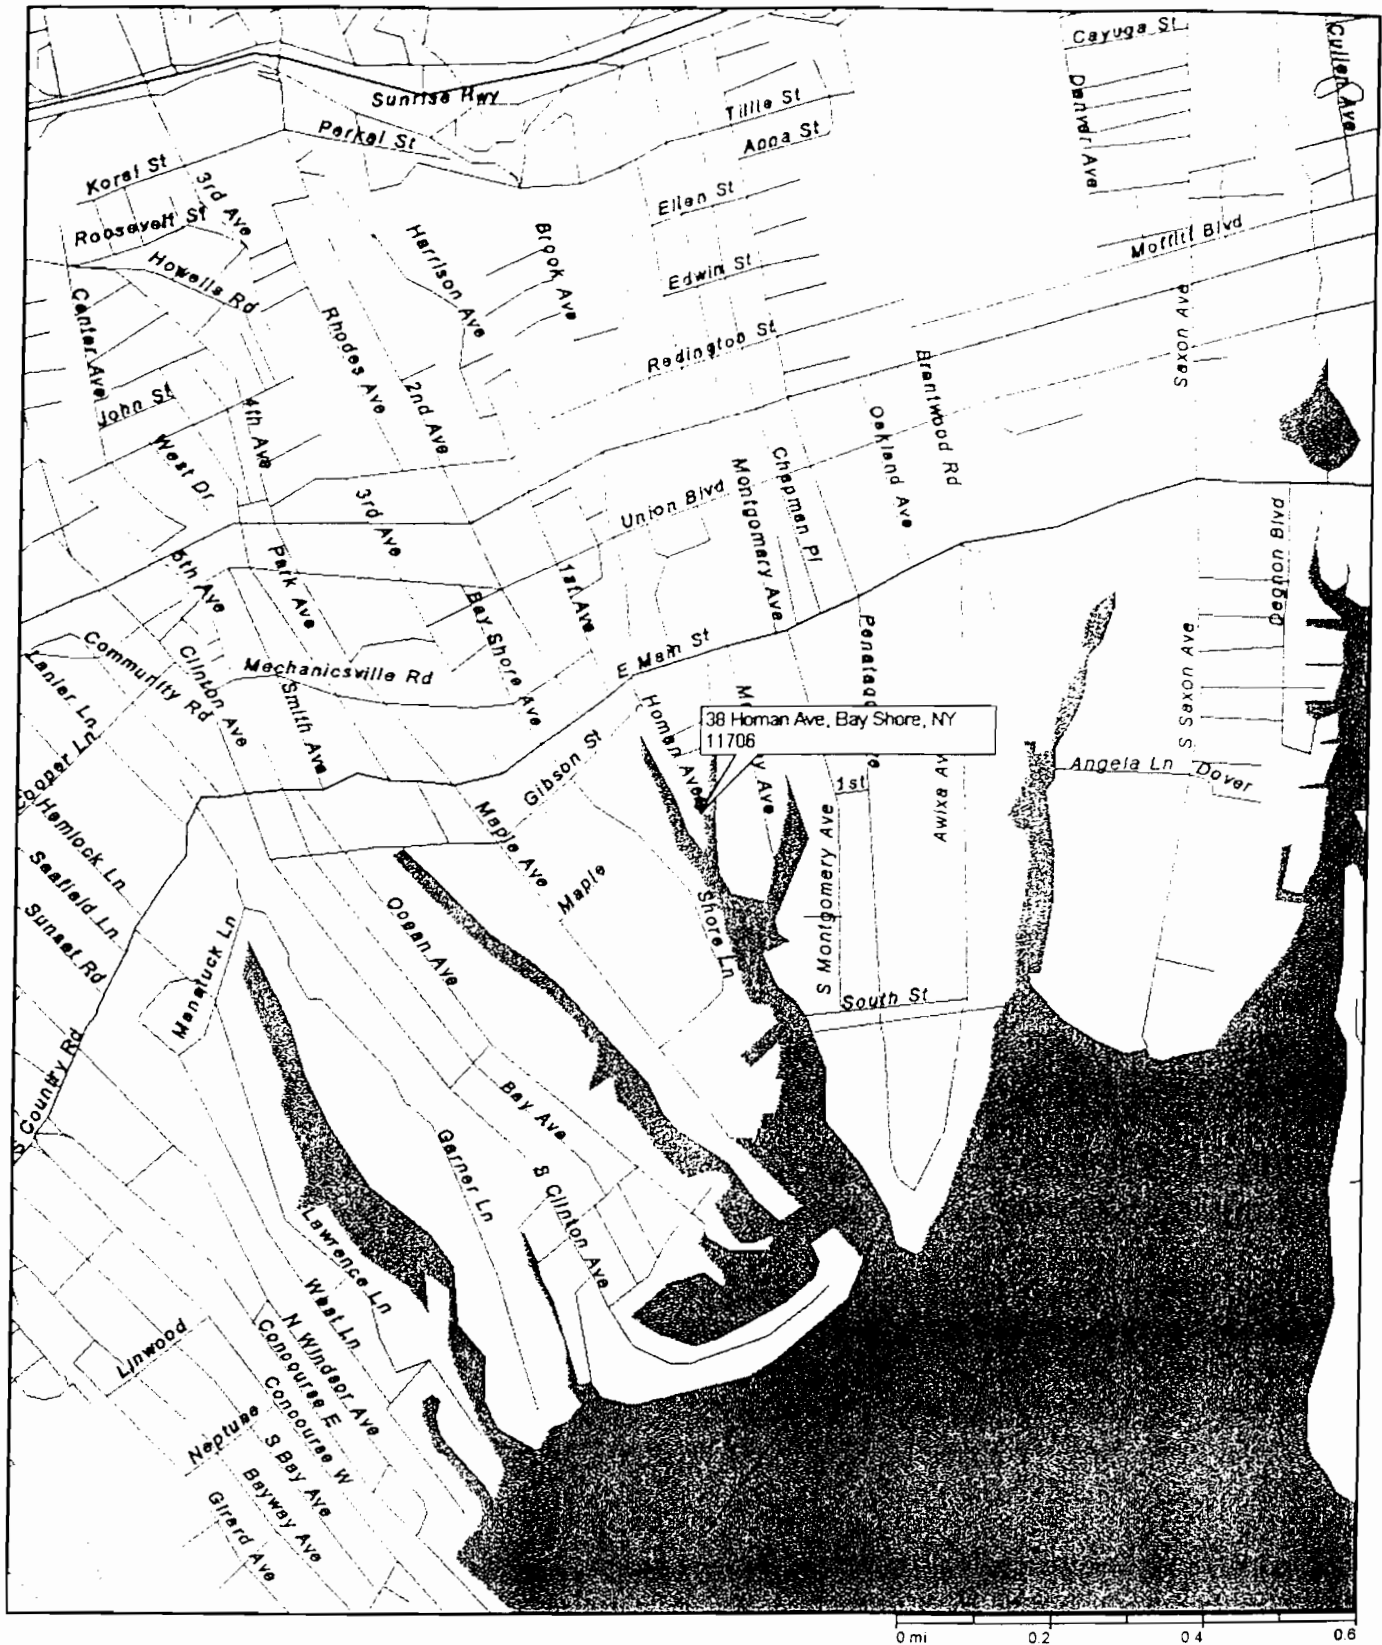 Cayuga St
Cullen Ave
Sunrise Hwy
Tillie St
Denver Ave
Perkal St
Anna St
Koral St
3rd Ave
Ellen St
Roosevelt St
Harrison Ave
Brook Ave
Moffitt Blvd
Howells Rd
Edwin St
Center Ave
Saxon Ave
Rhodes Ave
Redington St
Brentwood Rd
John St
2nd Ave
4th Ave
Oakland Ave
West Dr
Chapman Pl
Montgomery Ave
Union Blvd
3rd Ave
Degnon Blvd
Park Ave
5th Ave
1st Ave
Bay Shore Ave
E Main St
Penataq
S Saxon Ave
Community Rd
Clinton Ave
Mechanicsville Rd
Lanier Ln
Smith Ave
Homan Ave
38 Homan Ave, Bay Shore, NY
11706
Cooper Ln
Gibson St
Angela Ln
Dover
1st
Awixa Av
Hemlock Ln
Maple Ave
S Montgomery Ave
Seafield Ln
Maple
Sunset Rd
Ocean Ave
Shore Ln
Manatuck Ln
South St
S Country Rd
Bay Ave
Garner Ln
S Clinton Ave
Lawrence Ln
West Ln
N Windsor Ave
Linwood
Concourse E
Concourse W
Neptune
S Bay Ave
Bayway Ave
Girard Ave
0 mi 0.2 0.4 0.6